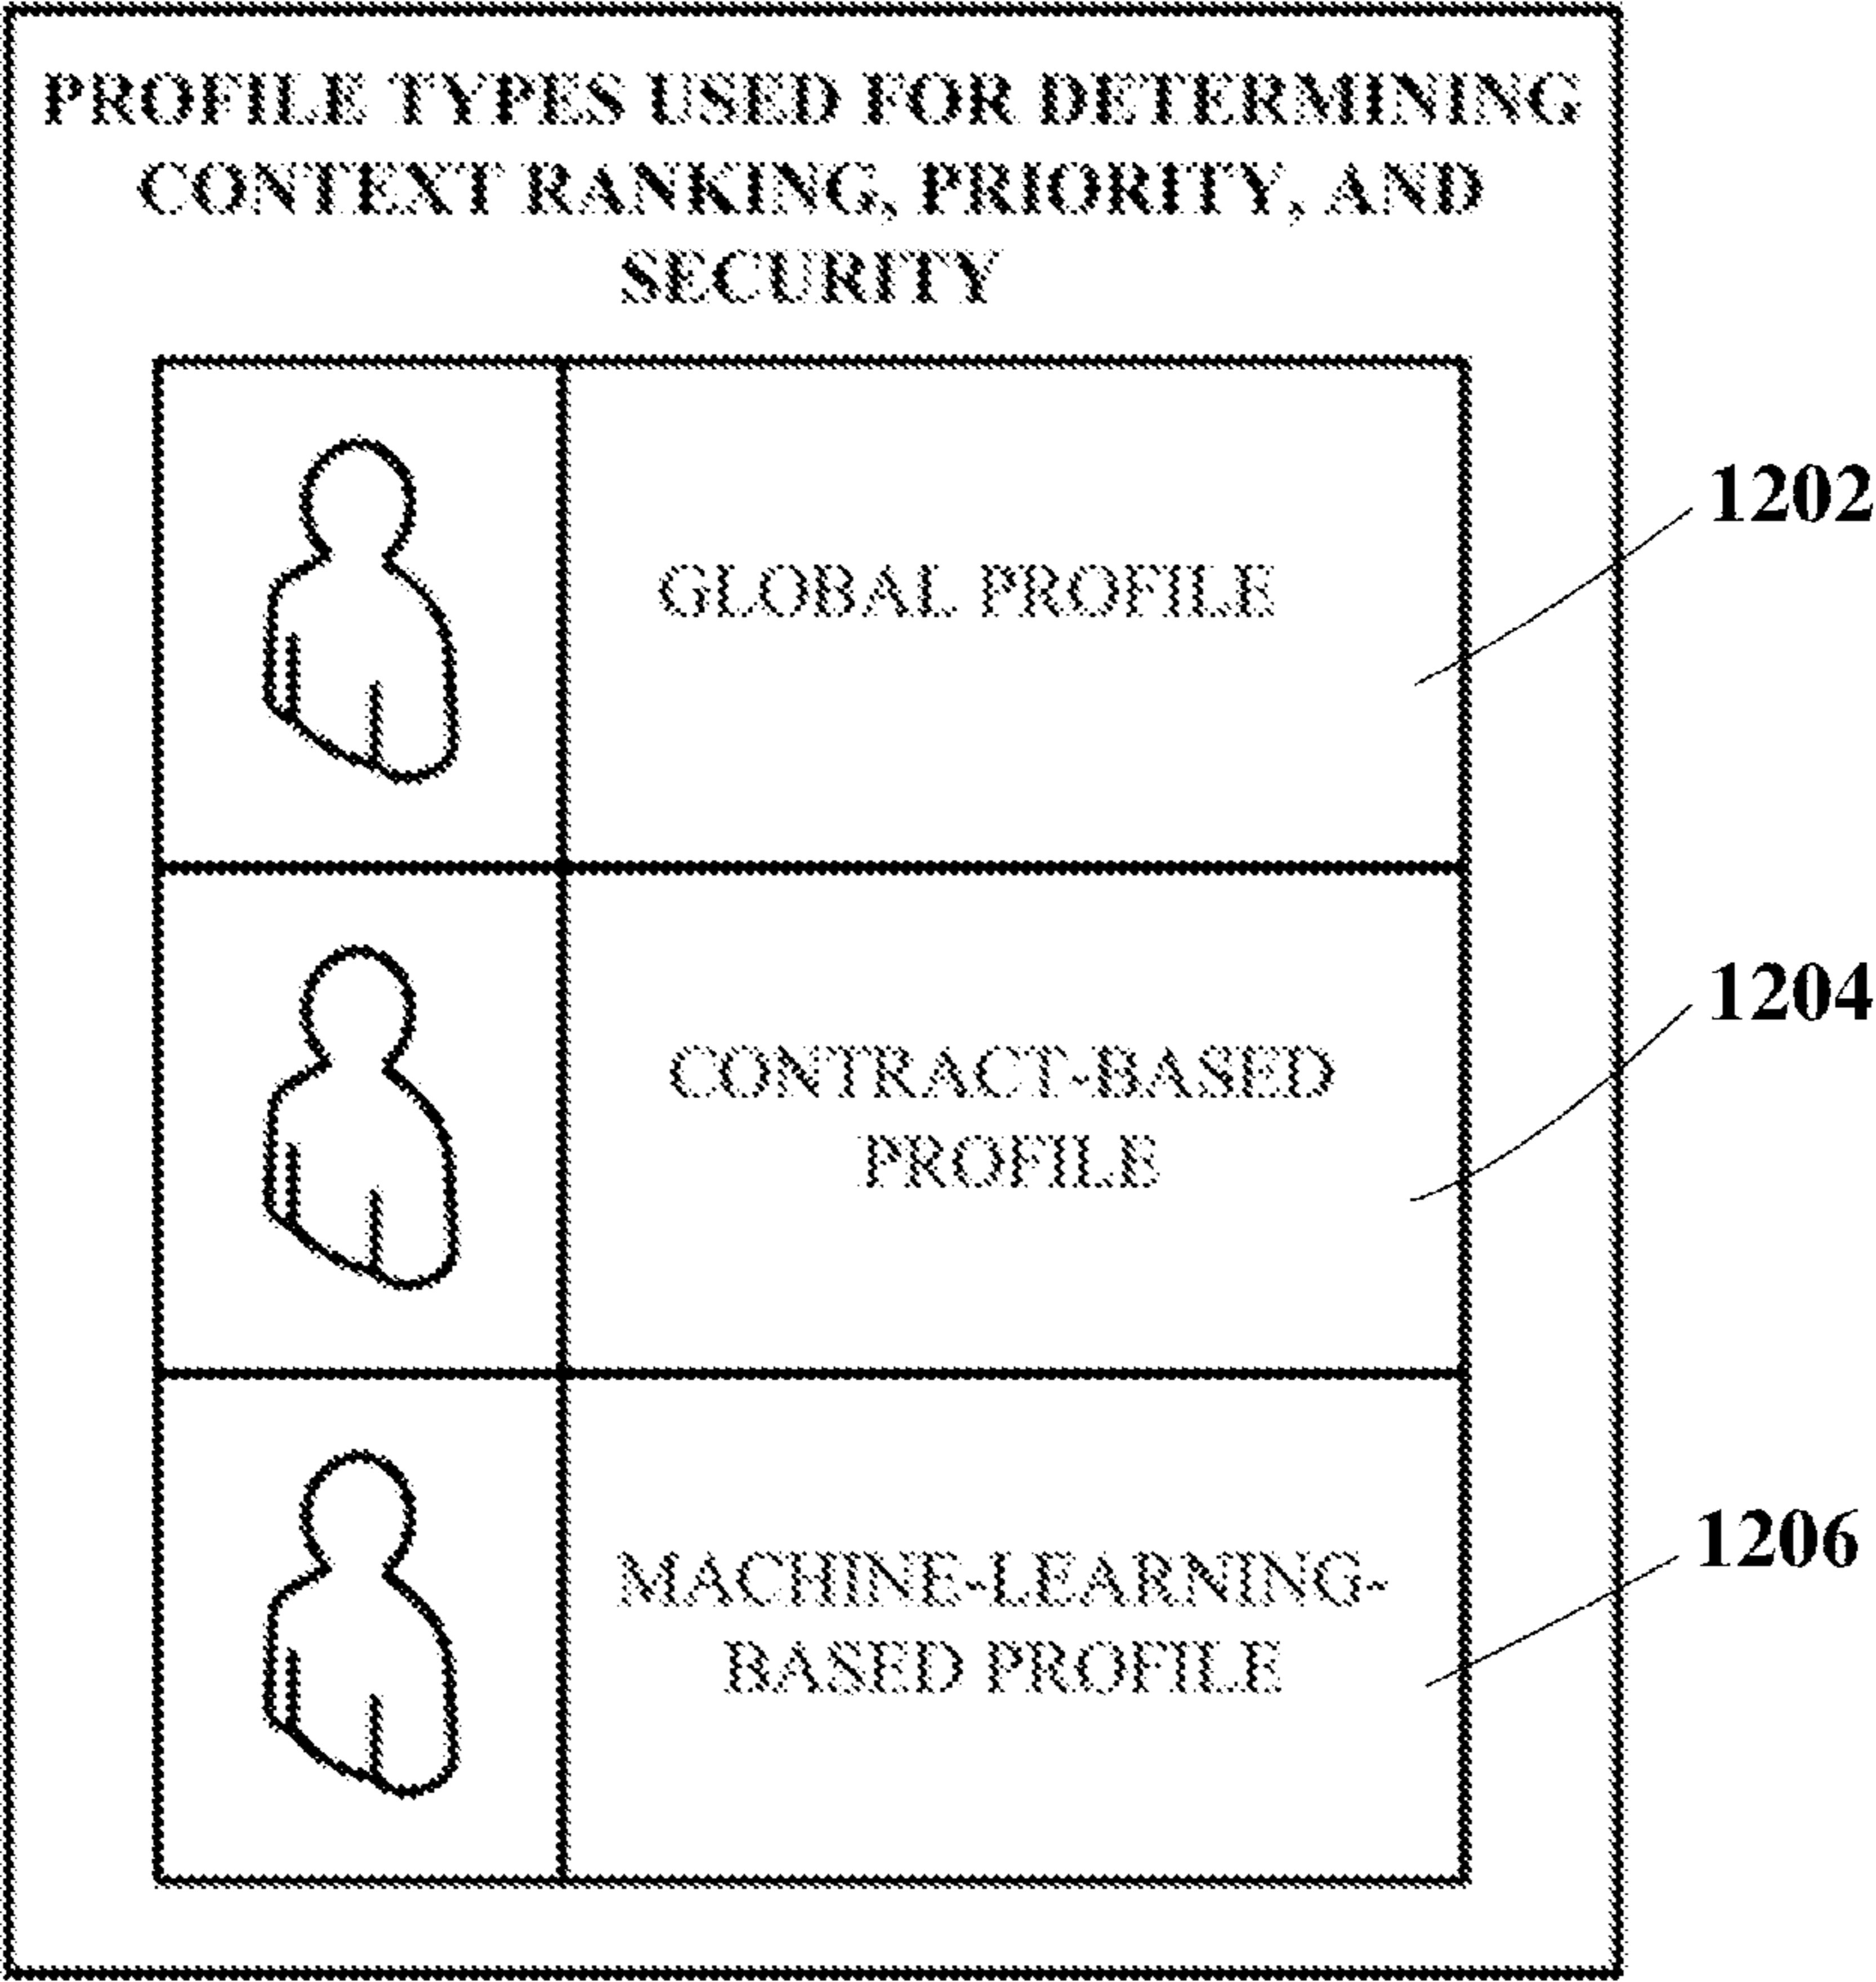 PROFILE TYPES USED FOR DETERMINING
CONTEXT RANKING, PRIORITY, AND
SECURITY
GLOBAL PROFILE
1202
CONTRACT-BASED
PROFILE
1204
MACHINE-LEARNING-
BASED PROFILE
1206